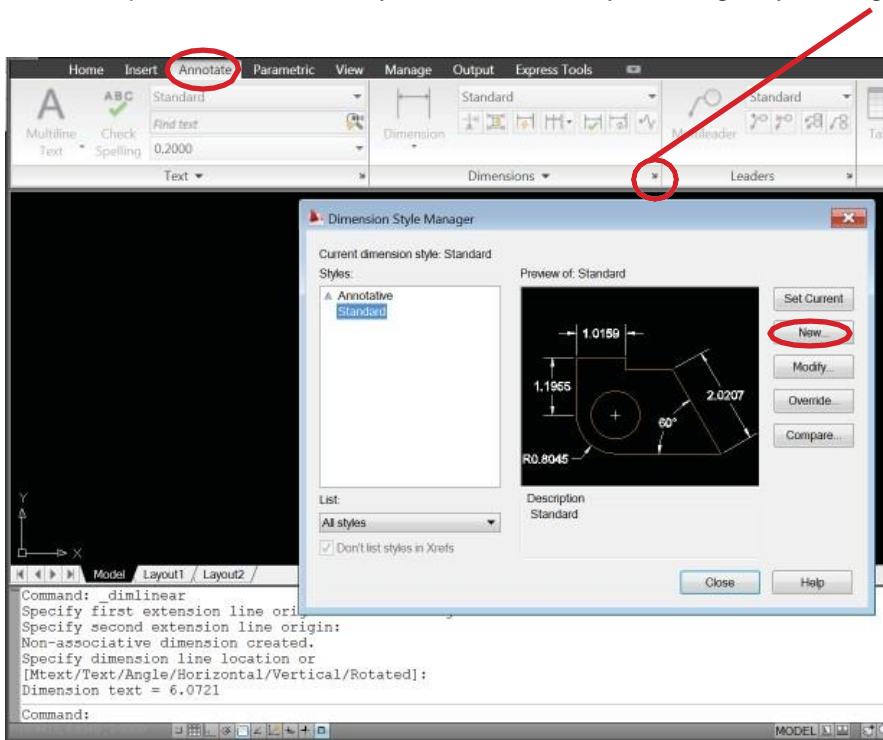 Home Insert Annotate Parametric View Manage Output Express Tools
A ABC Standard Standard Standard
Find text
Multiline Text Check Spelling Dimension Multileader Ta
0.2000
Text Dimensions Leaders
Dimension Style Manager
Current dimension style: Standard
Styles: Preview of: Standard
Annotative
Standard
Set Current
New...
Modify...
Override...
Compare...
1.0159
1.1955
2.0207
60°
R0.8045
List: Description
All styles Standard
Don't list styles in Xrefs
Close Help
Y
X
Model Layout1 Layout2
Command: _dimlinear
Specify first extension line ori
Specify second extension line origin:
Non-associative dimension created.
Specify dimension line location or
[Mtext/Text/Angle/Horizontal/Vertical/Rotated]:
Dimension text = 6.0721
Command:
MODEL